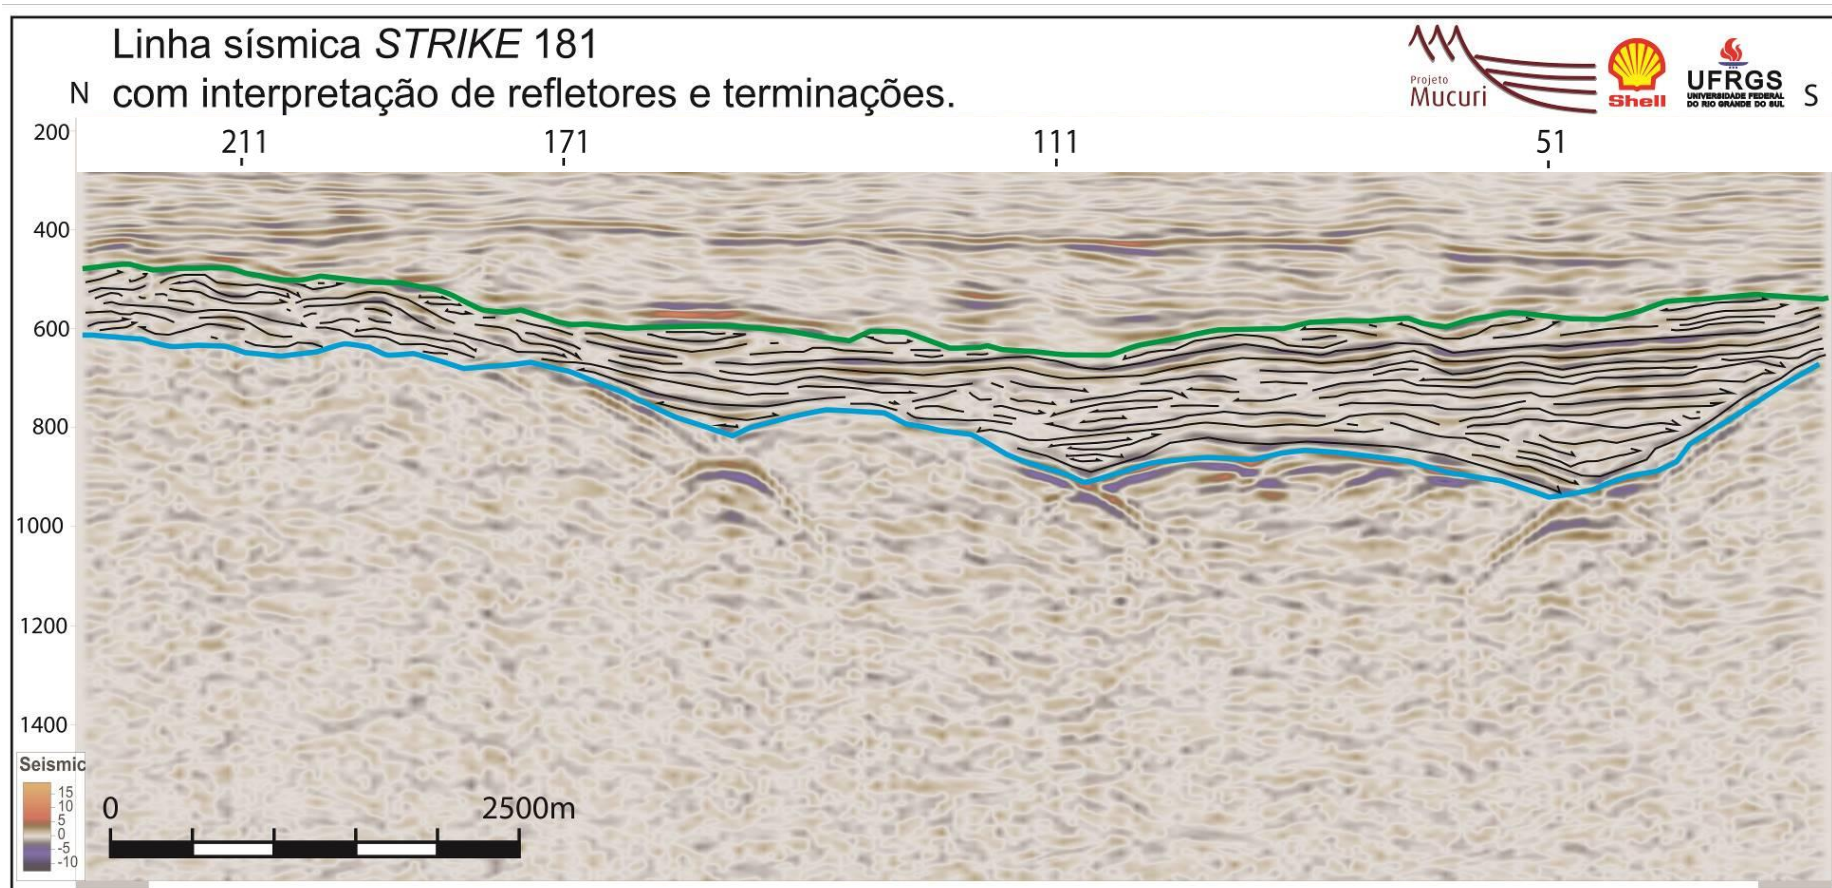 Linha sísmica STRIKE 181
N com interpretação de refletores e terminações.
Projeto
Mucuri
Shell
UFRGS
UNIVERSIDADE FEDERAL
DO RIO GRANDE DO SUL
S
211 171 111 51
200
400
600
800
1000
1200
1400
Seismic
15
10
5
0
-5
-10
0 2500m